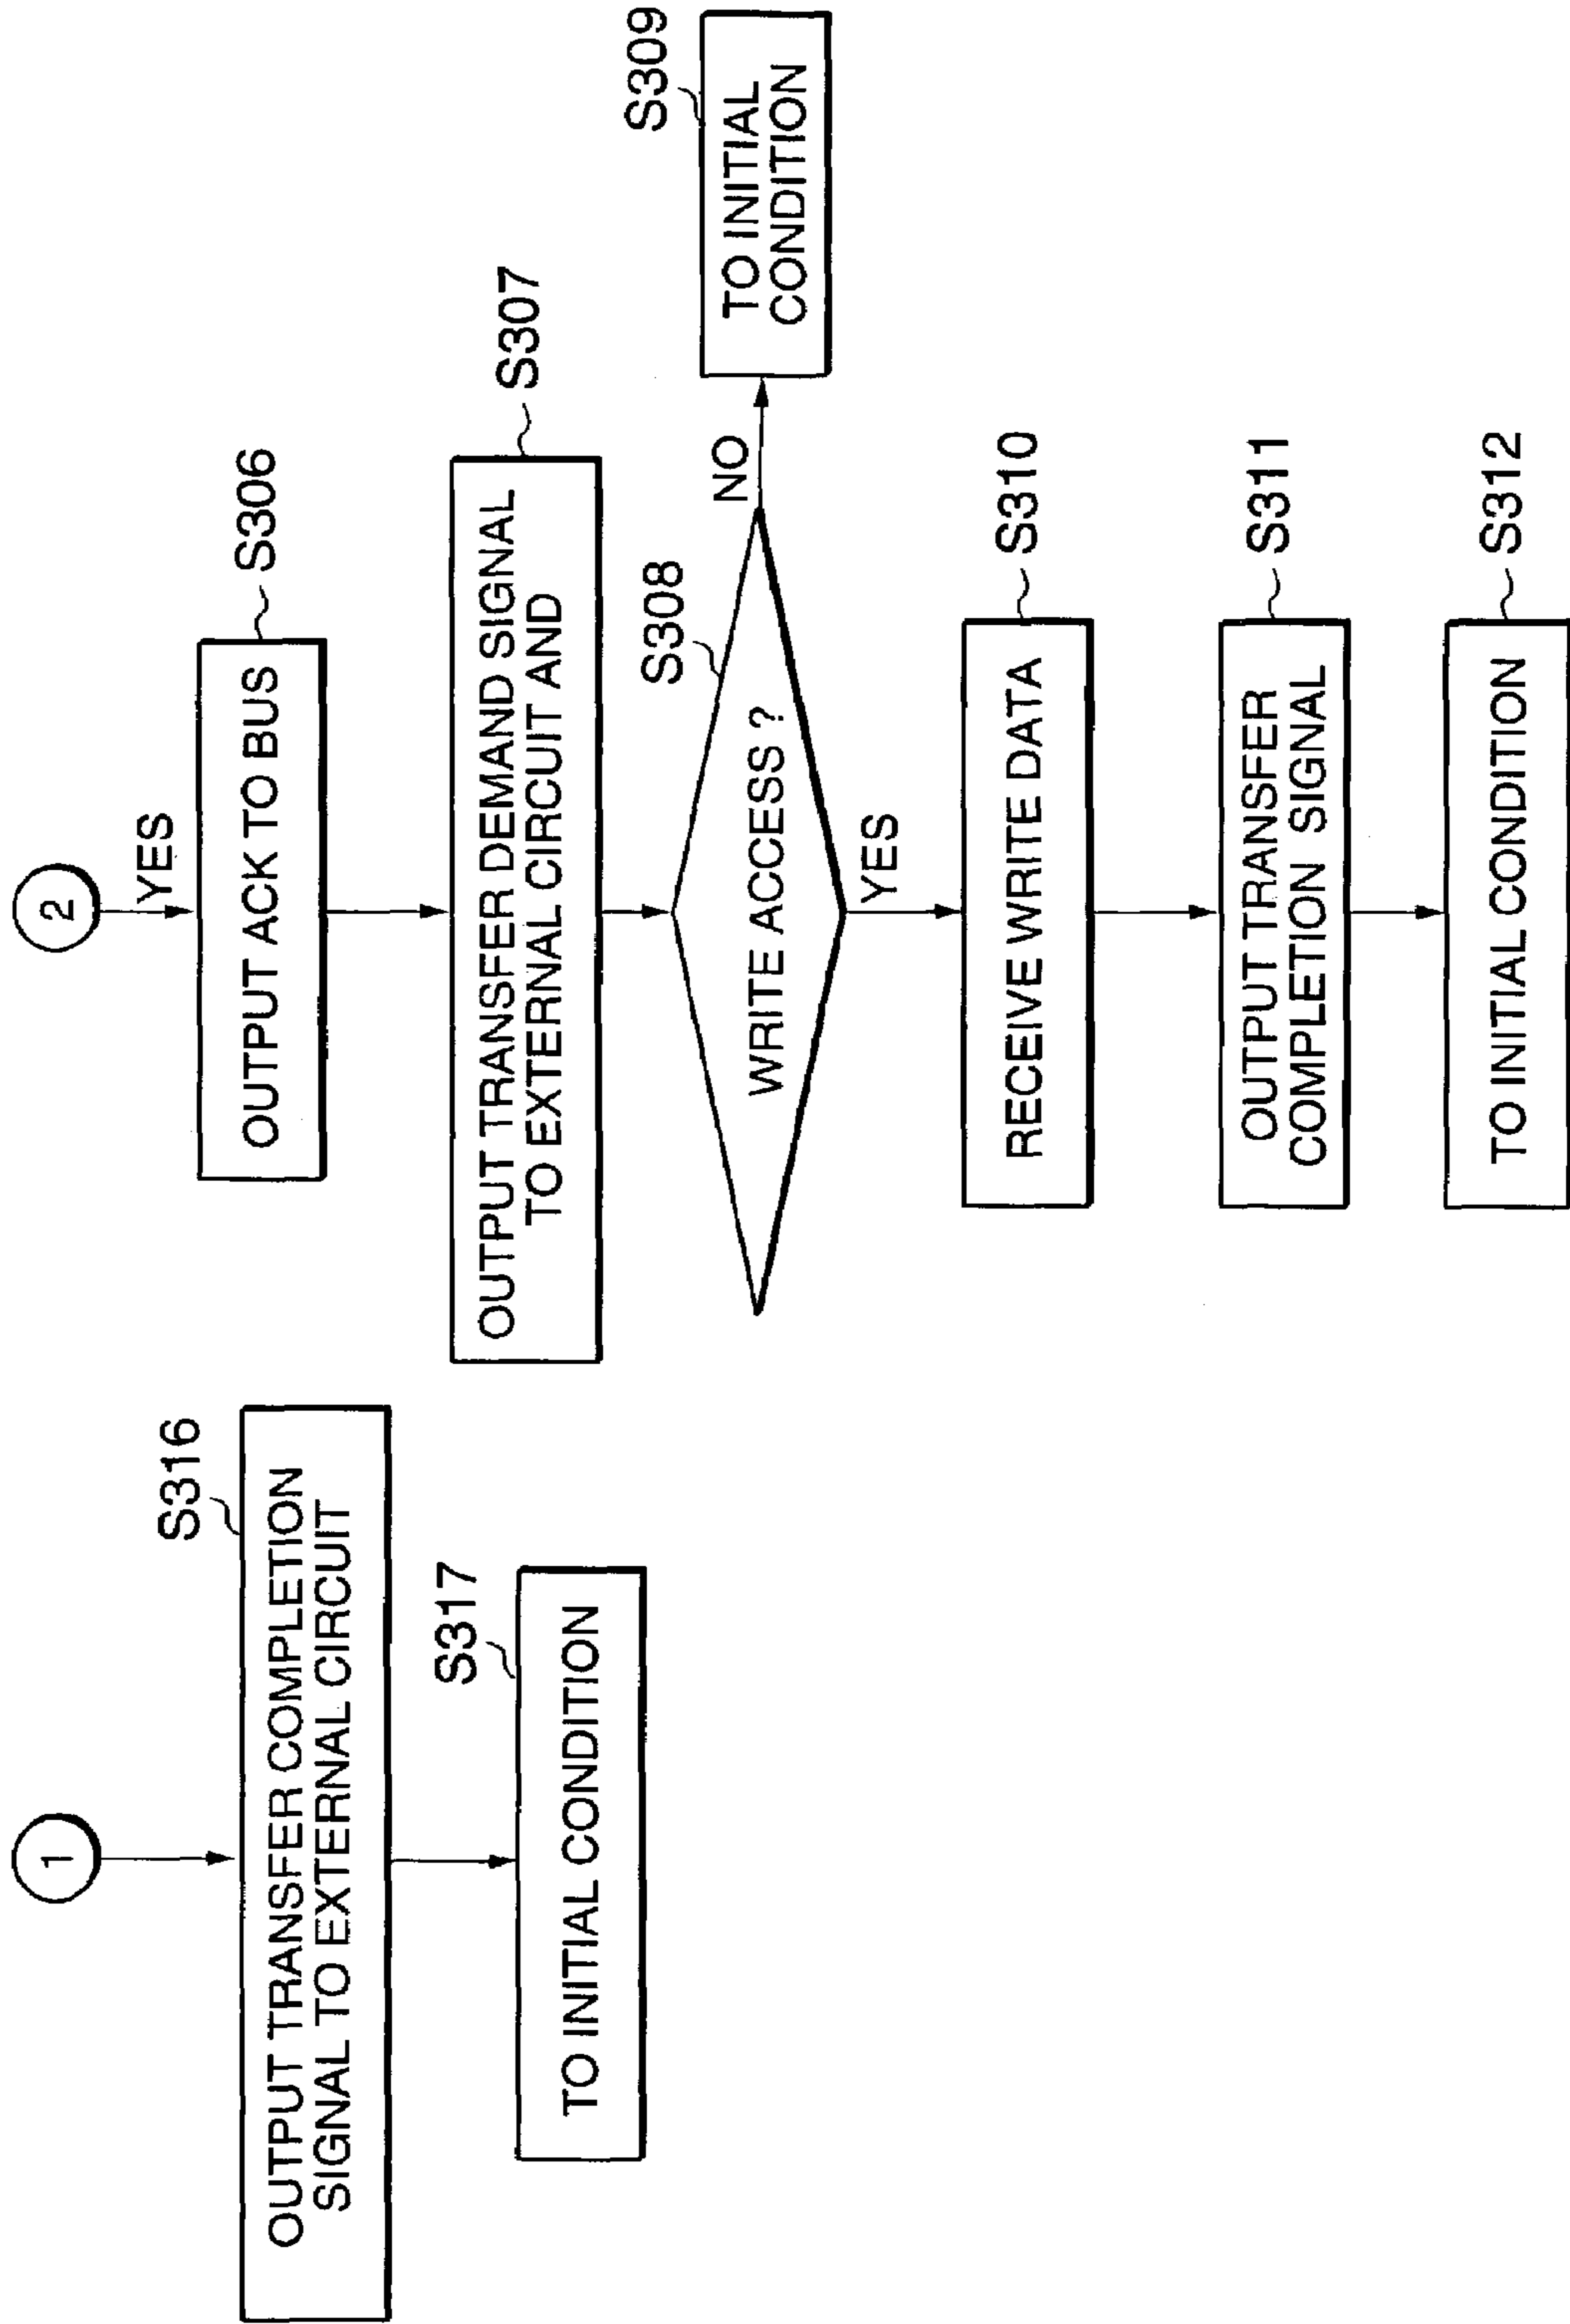 1
S316
OUTPUT TRANSFER COMPLETION
SIGNAL TO EXTERNAL CIRCUIT
S317
TO INITIAL CONDITION
2
YES
S306
OUTPUT ACK TO BUS
S307
OUTPUT TRANSFER DEMAND SIGNAL
TO EXTERNAL CIRCUIT AND
S308
WRITE ACCESS ?
NO
S309
TO INITIAL
CONDITION
YES
S310
RECEIVE WRITE DATA
S311
OUTPUT TRANSFER
COMPLETION SIGNAL
S312
TO INITIAL CONDITION